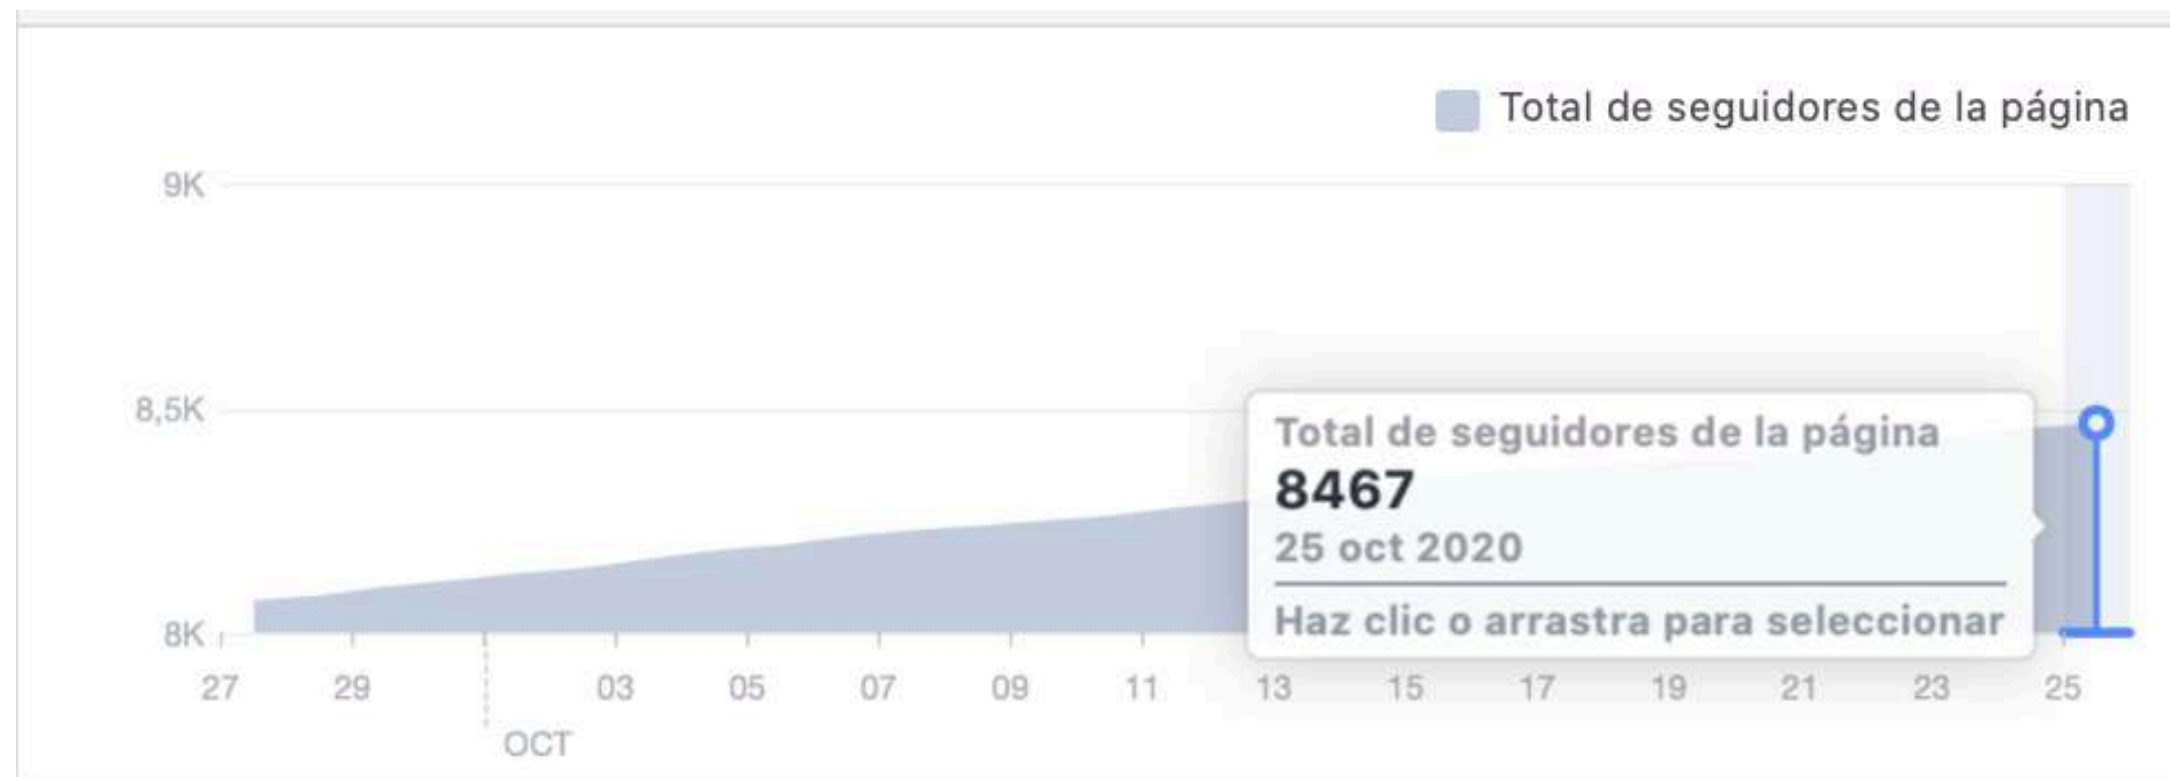 Total de seguidores de la página
9K
8,5K
8K
Total de seguidores de la página
8467
25 oct 2020
Haz clic o arrastra para seleccionar
27 29 03 05 07 09 11 13 15 17 19 21 23 25
OCT